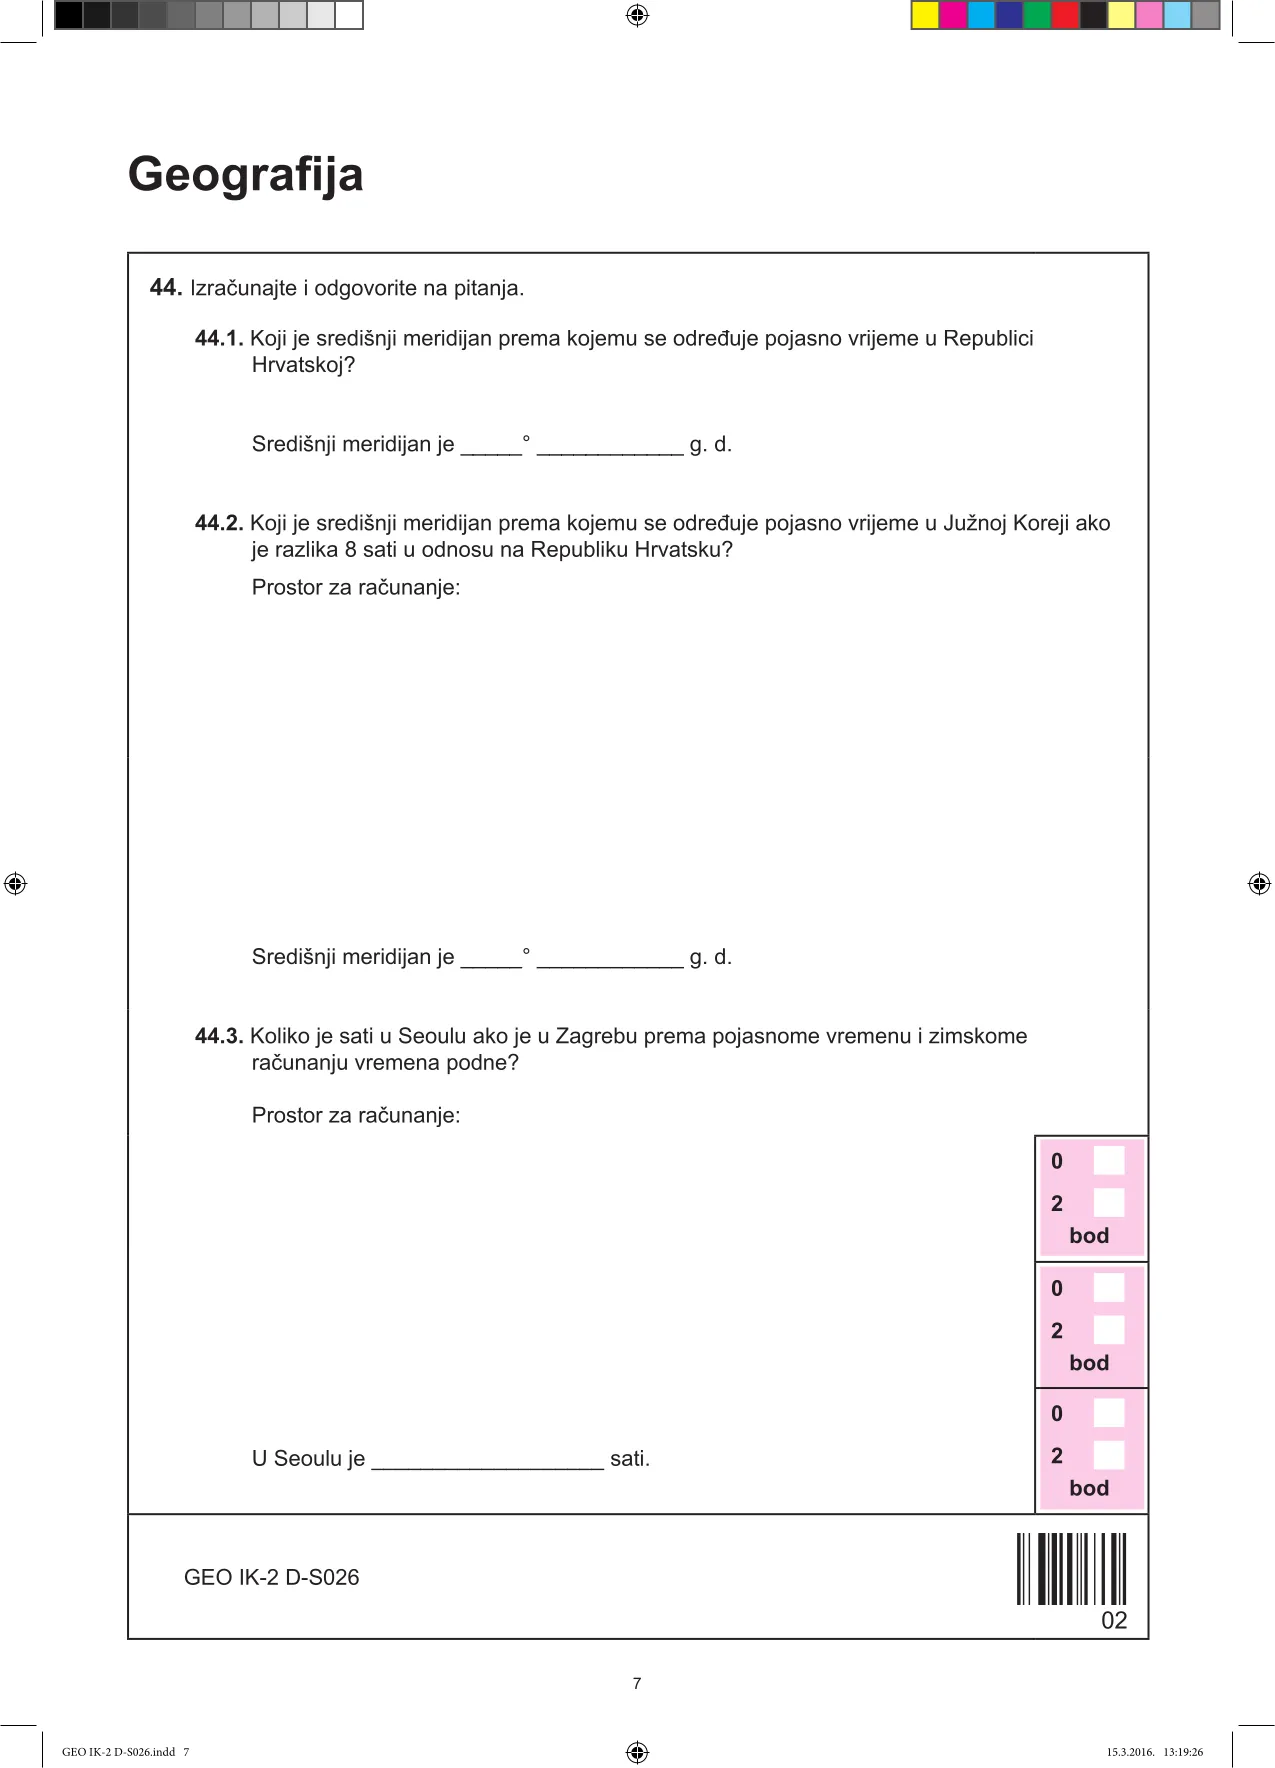 Geografija
44. Izračunajte i odgovorite na pitanja.
44.1. Koji je središnji meridijan prema kojemu se određuje pojasno vrijeme u Republici
Hrvatskoj?
Središnji meridijan je _____° ____________ g. d.
44.2. Koji je središnji meridijan prema kojemu se određuje pojasno vrijeme u Južnoj Koreji ako
je razlika 8 sati u odnosu na Republiku Hrvatsku?
Prostor za računanje:
Središnji meridijan je _____° ____________ g. d.
44.3. Koliko je sati u Seoulu ako je u Zagrebu prema pojasnome vremenu i zimskome
računanju vremena podne?
Prostor za računanje:
0
2
bod
0
2
bod
0
2
bod
U Seoulu je ___________________ sati.
GEO IK-2 D-S026
02
7
GEO IK-2 D-S026.indd 7
15.3.2016. 13:19:26